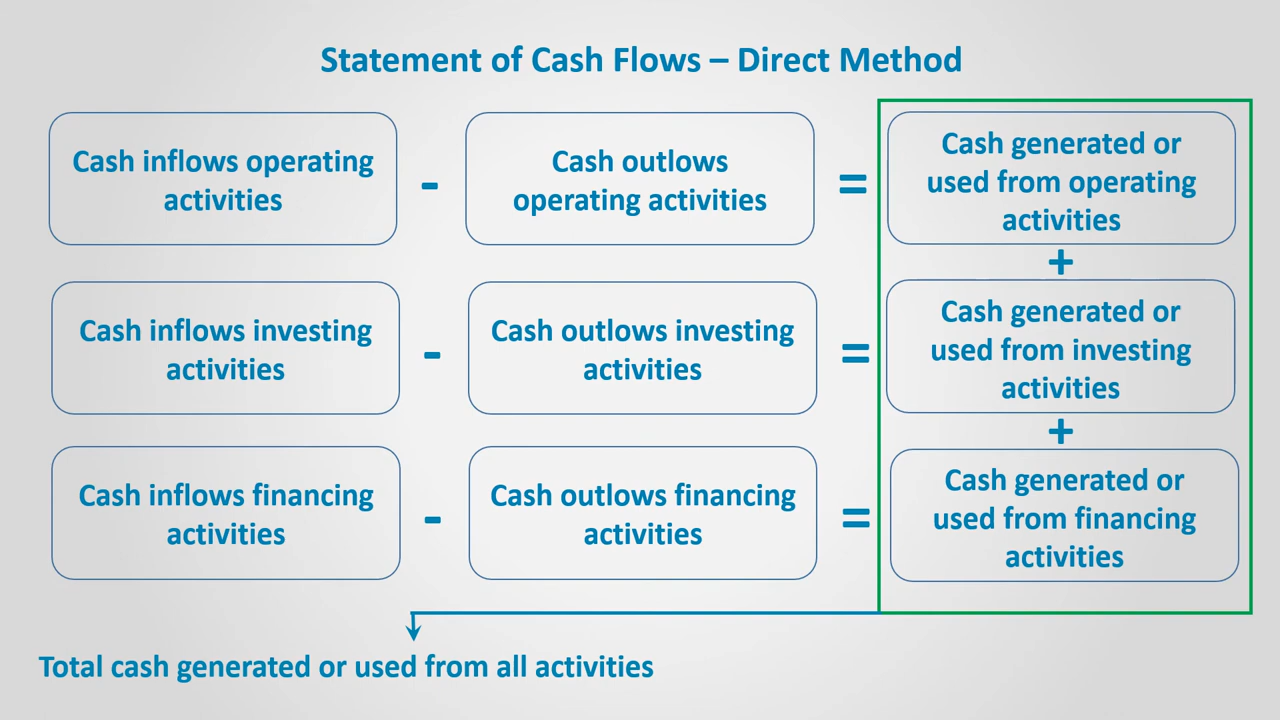 Statement of Cash Flows – Direct Method
Cash inflows operating
activities
-
Cash outlows
operating activities
=
Cash generated or
used from operating
activities
+
Cash inflows investing
activities
-
Cash outlows investing
activities
=
Cash generated or
used from investing
activities
+
Cash inflows financing
activities
-
Cash outlows financing
activities
=
Cash generated or
used from financing
activities
Total cash generated or used from all activities